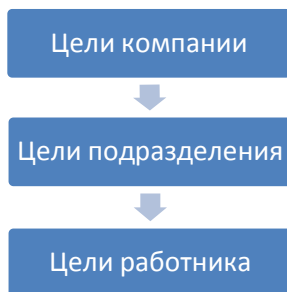 Цели компании
Цели подразделения
Цели работника